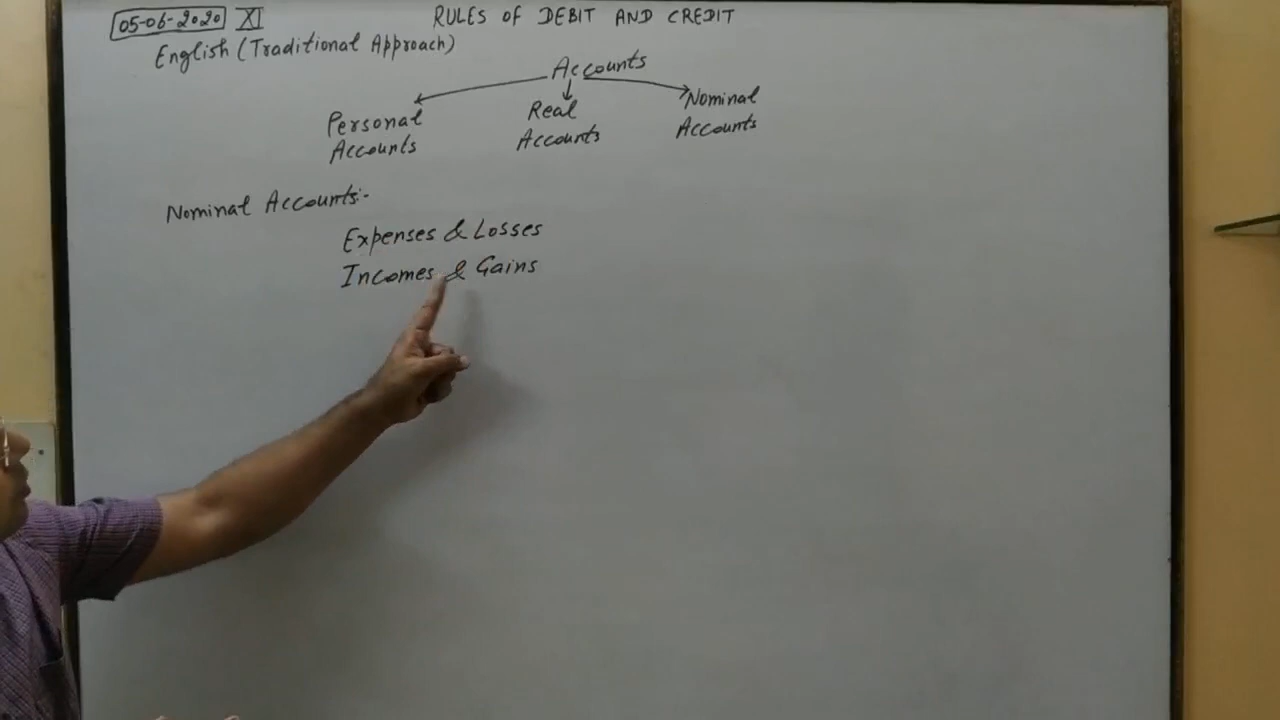 05-06-2020 XI RULES OF DEBIT AND CREDIT
English (Traditional Approach)
Accounts
Personal Accounts
Real Accounts
Nominal Accounts
Nominal Accounts:-
Expenses & Losses
Incomes & Gains